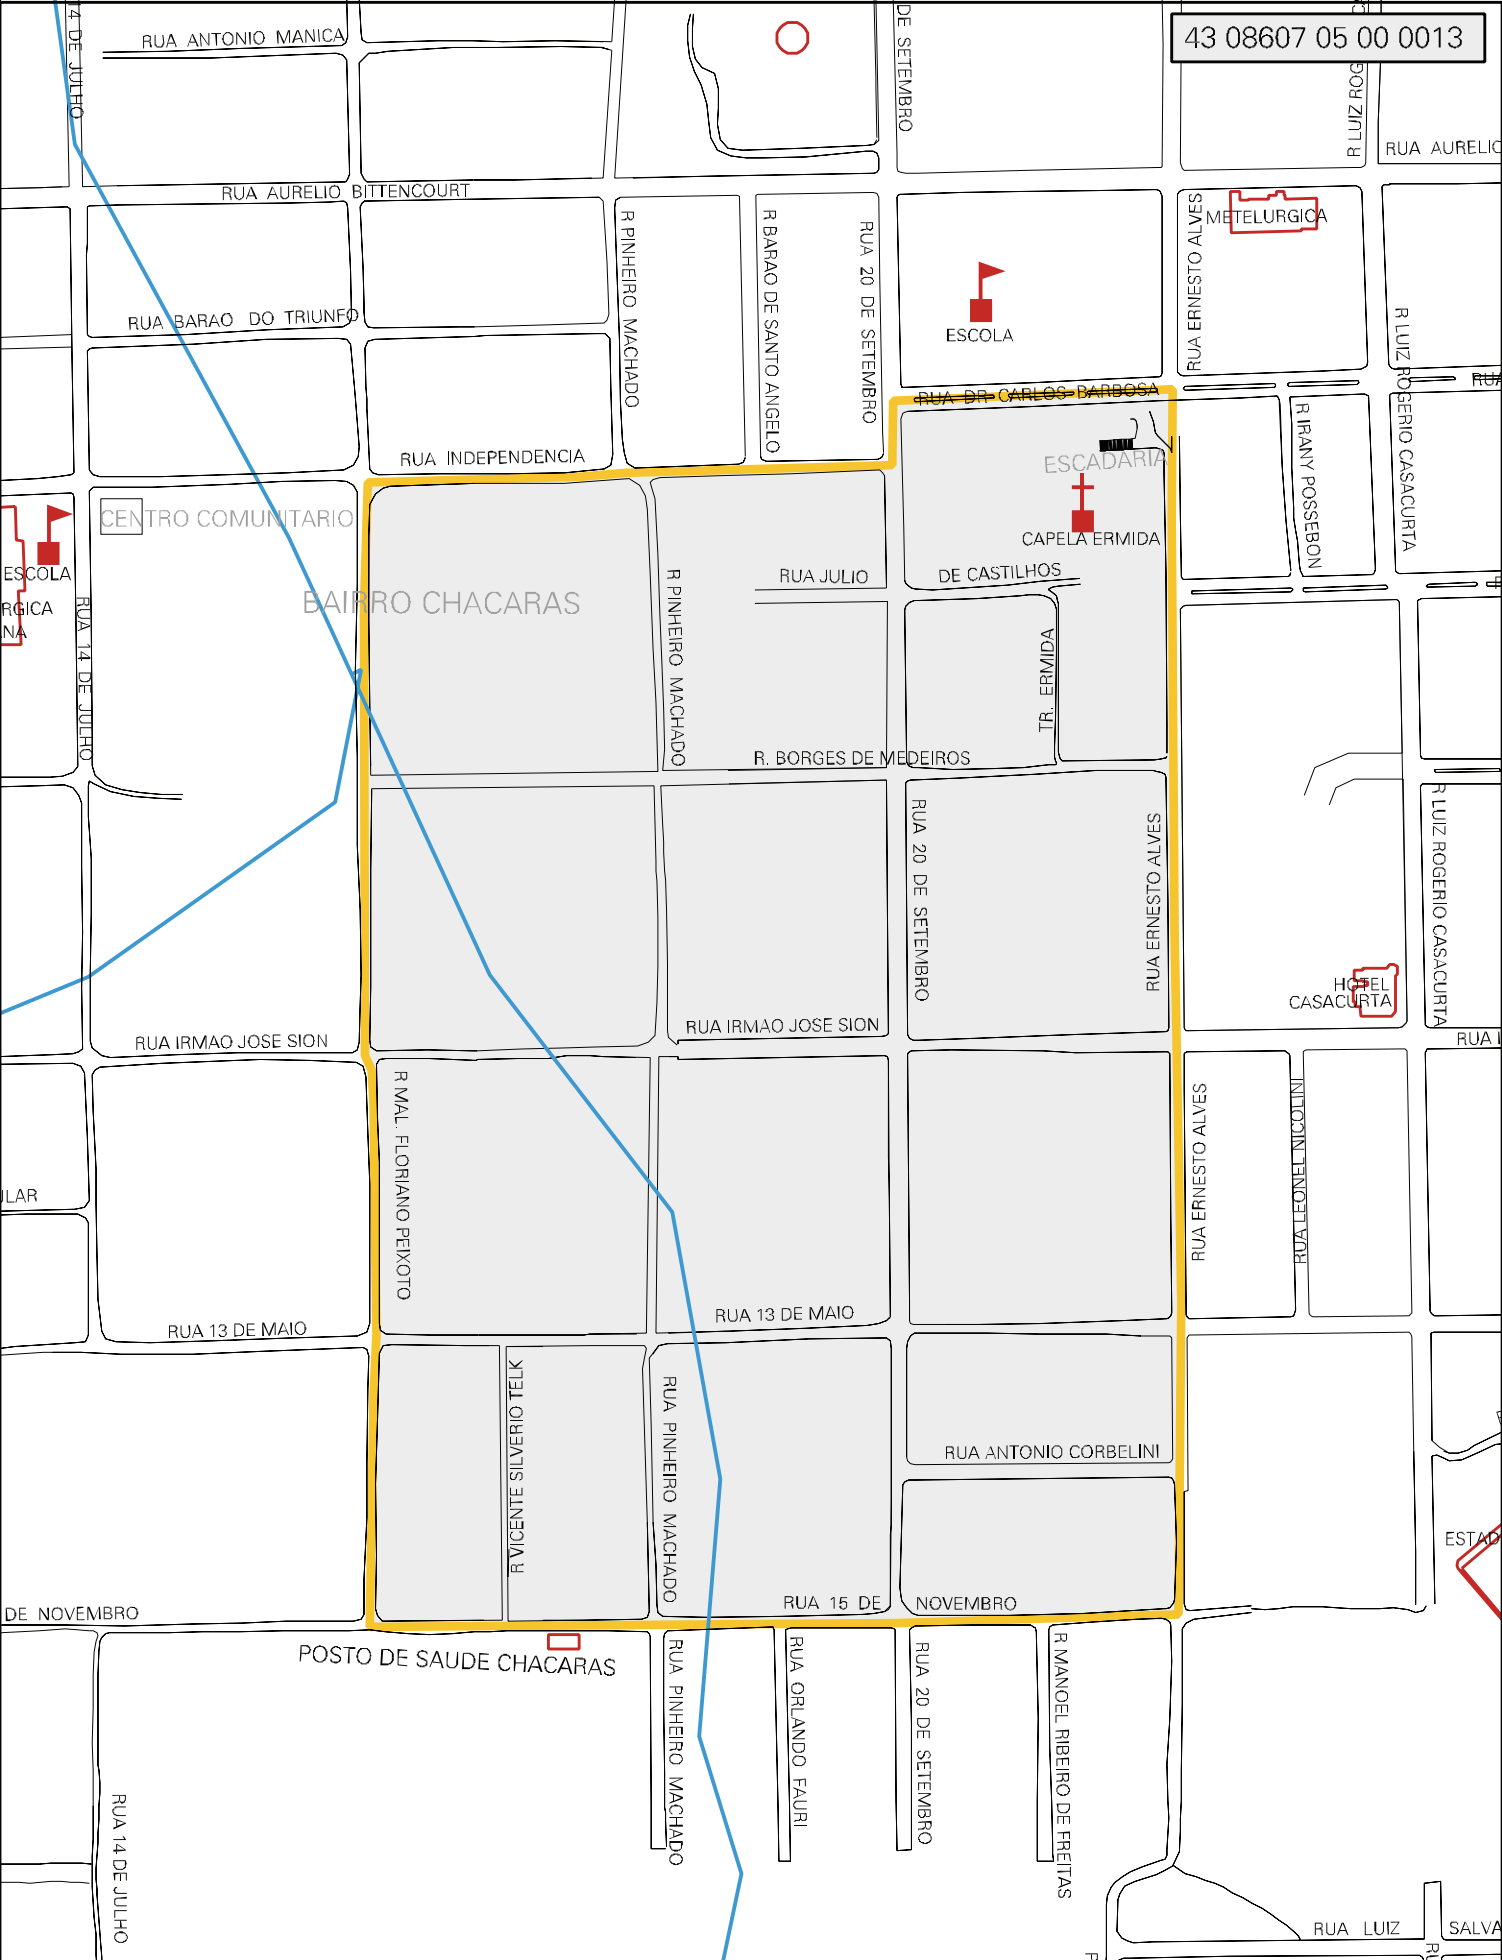 43 08607 05 00 0013
14 DE JULHO
RUA ANTONIO MANICA
DE SETEMBRO
R LUIZ ROG
RUA AURELIO
RUA AURELIO BITTENCOURT
METELURGICA
R PINHEIRO MACHADO
R BARAO DE SANTO ANGELO
RUA 20 DE SETEMBRO
RUA ERNESTO ALVES
RUA BARAO DO TRIUNFO
ESCOLA
R LUIZ ROGERIO CASACURTA
RUA DR CARLOS BARBOSA
RUA
R IRANY POSSEBON
RUA INDEPENDENCIA
ESCADARIA
CENTRO COMUNITARIO
CAPELA ERMIDA
ESCOLA
RUA JULIO DE CASTILHOS
RGICA
NA
BAIRRO CHACARAS
RUA 14 DE JULHO
R PINHEIRO MACHADO
TR. ERMIDA
R. BORGES DE MEDEIROS
RUA 20 DE SETEMBRO
RUA ERNESTO ALVES
R LUIZ ROGERIO CASACURTA
HOTEL
CASACURTA
RUA IRMAO JOSE SION
RUA IRMAO JOSE SION
RUA I
R MAL. FLORIANO PEIXOTO
RUA ERNESTO ALVES
RUA LEONEL NICOLINI
ULAR
RUA 13 DE MAIO
RUA 13 DE MAIO
R VICENTE SILVERIO TELK
RUA PINHEIRO MACHADO
RUA ANTONIO CORBELINI
ESTAD
DE NOVEMBRO
RUA 15 DE NOVEMBRO
POSTO DE SAUDE CHACARAS
RUA PINHEIRO MACHADO
RUA ORLANDO FAURI
RUA 20 DE SETEMBRO
R MANOEL RIBEIRO DE FREITAS
RUA 14 DE JULHO
RUA LUIZ
SALVA
RU